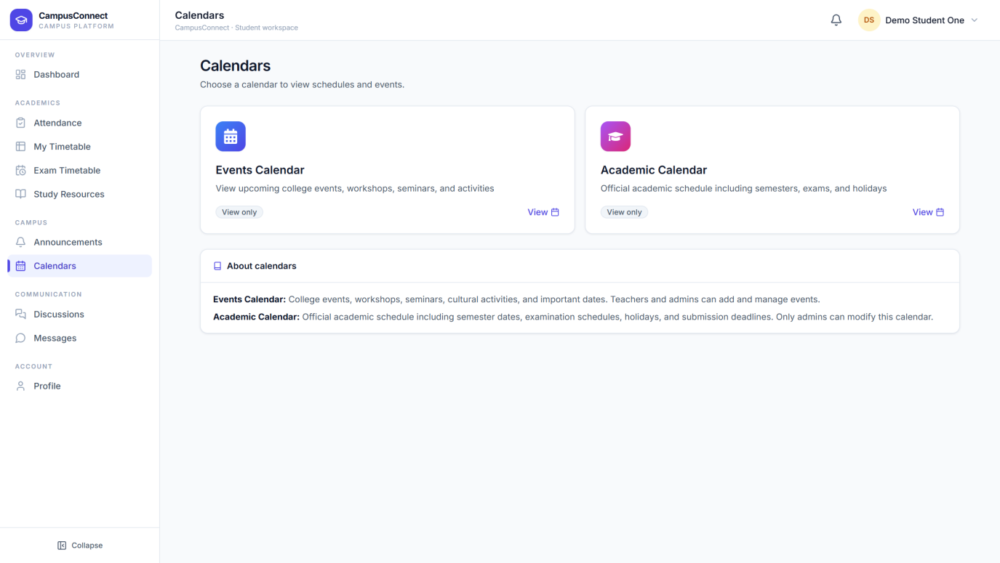 CampusConnect
CAMPUS PLATFORM
OVERVIEW
Dashboard
ACADEMICS
Attendance
My Timetable
Exam Timetable
Study Resources
CAMPUS
Announcements
Calendars
COMMUNICATION
Discussions
Messages
ACCOUNT
Profile
Collapse
Calendars
CampusConnect · Student workspace
DS
Demo Student One
Calendars
Choose a calendar to view schedules and events.
Events Calendar
View upcoming college events, workshops, seminars, and activities
View only
View
Academic Calendar
Official academic schedule including semesters, exams, and holidays
View only
View
About calendars
Events Calendar: College events, workshops, seminars, cultural activities, and important dates. Teachers and admins can add and manage events.
Academic Calendar: Official academic schedule including semester dates, examination schedules, holidays, and submission deadlines. Only admins can modify this calendar.